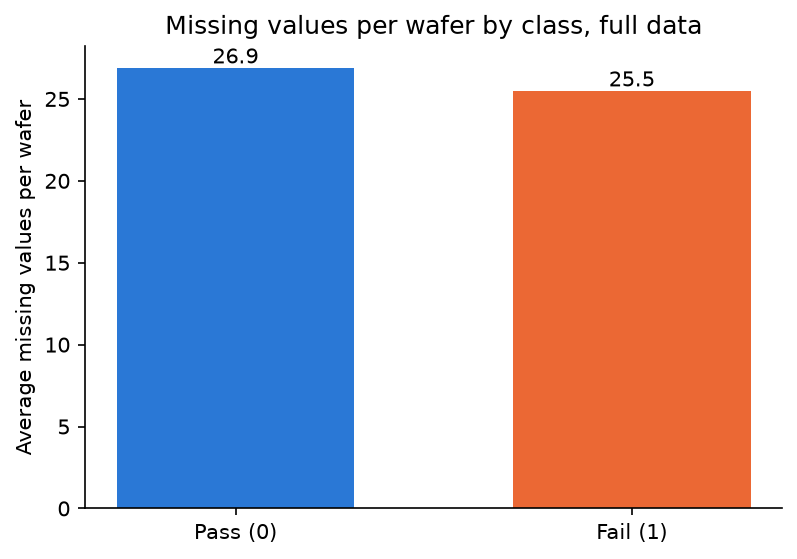 Missing values per wafer by class, full data
26.9
25.5
Average missing values per wafer
25
20
15
10
5
0
Pass (0)
Fail (1)